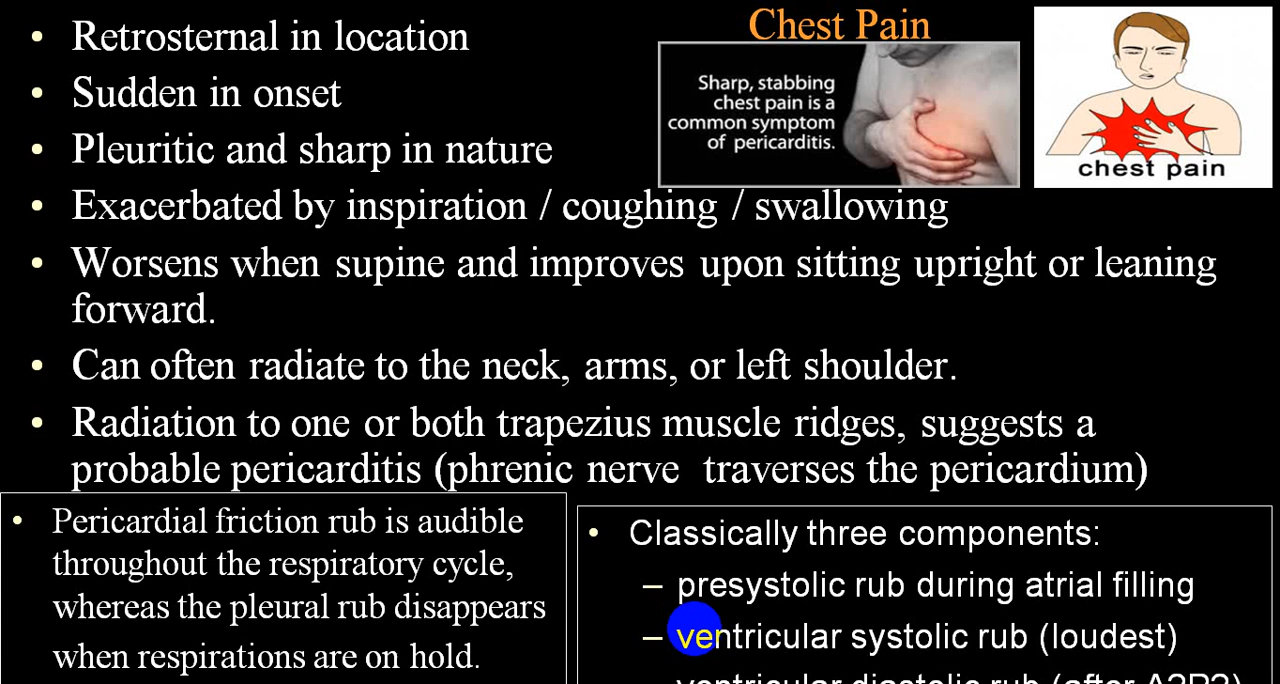 Chest Pain
• Retrosternal in location
• Sudden in onset
• Pleuritic and sharp in nature
• Exacerbated by inspiration / coughing / swallowing
• Worsens when supine and improves upon sitting upright or leaning
forward.
• Can often radiate to the neck, arms, or left shoulder.
• Radiation to one or both trapezius muscle ridges, suggests a
probable pericarditis (phrenic nerve traverses the pericardium)
Sharp, stabbing
chest pain is a
common symptom
of pericarditis.
chest pain
• Pericardial friction rub is audible
throughout the respiratory cycle,
whereas the pleural rub disappears
when respirations are on hold.
• Classically three components:
– presystolic rub during atrial filling
– ventricular systolic rub (loudest)
ventricular diastolic rub (after A2P2)